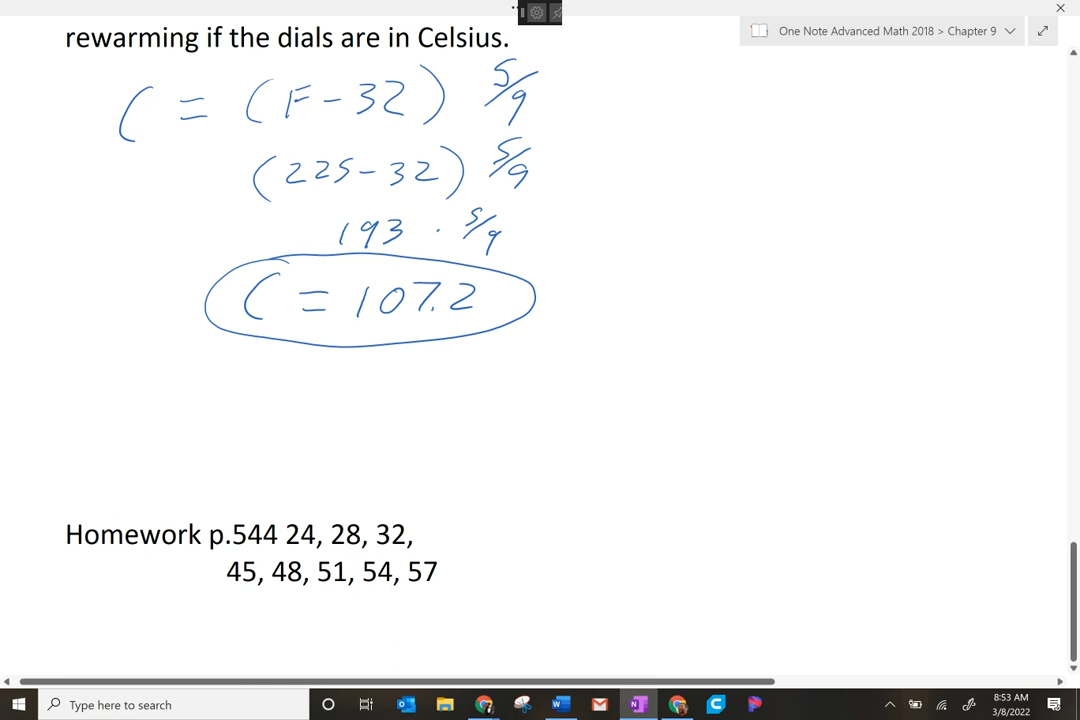 One Note Advanced Math 2018 > Chapter 9
rewarming if the dials are in Celsius.
C = (F - 32) 5/9
(225 - 32) 5/9
193 · 5/9
C = 107.2
Homework p.544 24, 28, 32,
45, 48, 51, 54, 57
Type here to search
8:53 AM
3/8/2022